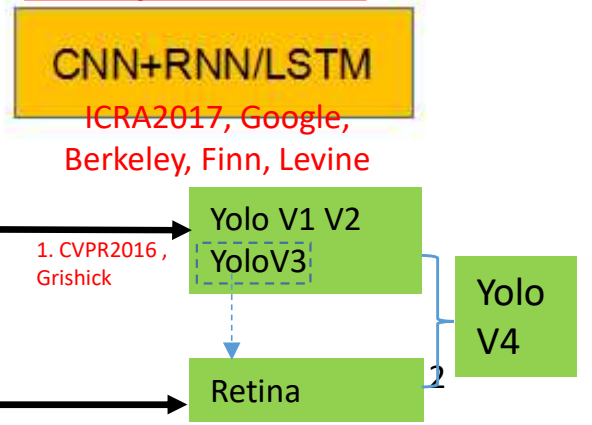 CNN+RNN/LSTM
ICRA2017, Google,
Berkeley, Finn, Levine
Yolo V1 V2
YoloV3
1. CVPR2016 ,
Grishick
Yolo
V4
2
Retina